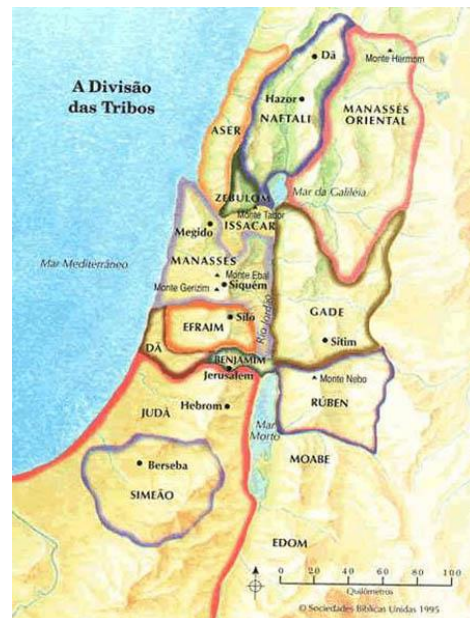 A Divisão
das Tribos
Dã
Monte Hermom
Hazor
NAFTALI
MANASSÉS
ORIENTAL
ASER
Mar da Galiléia
ZEBULOM
Monte Tabor
ISSACAR
Megido
Mar Mediterrâneo
MANASSÉS
Monte Ebal
Monte Gerizim
Siquém
Rio Jordão
GADE
Silo
EFRAIM
Sitim
DÃ
BENJAMIM
Jerusalém
Monte Nebo
RÚBEN
Hebrom
JUDÁ
Mar
Morto
Berseba
MOABE
SIMEÃO
EDOM
0 20 40 60 80 100
Quilômetros
© Sociedades Bíblicas Unidas 1995